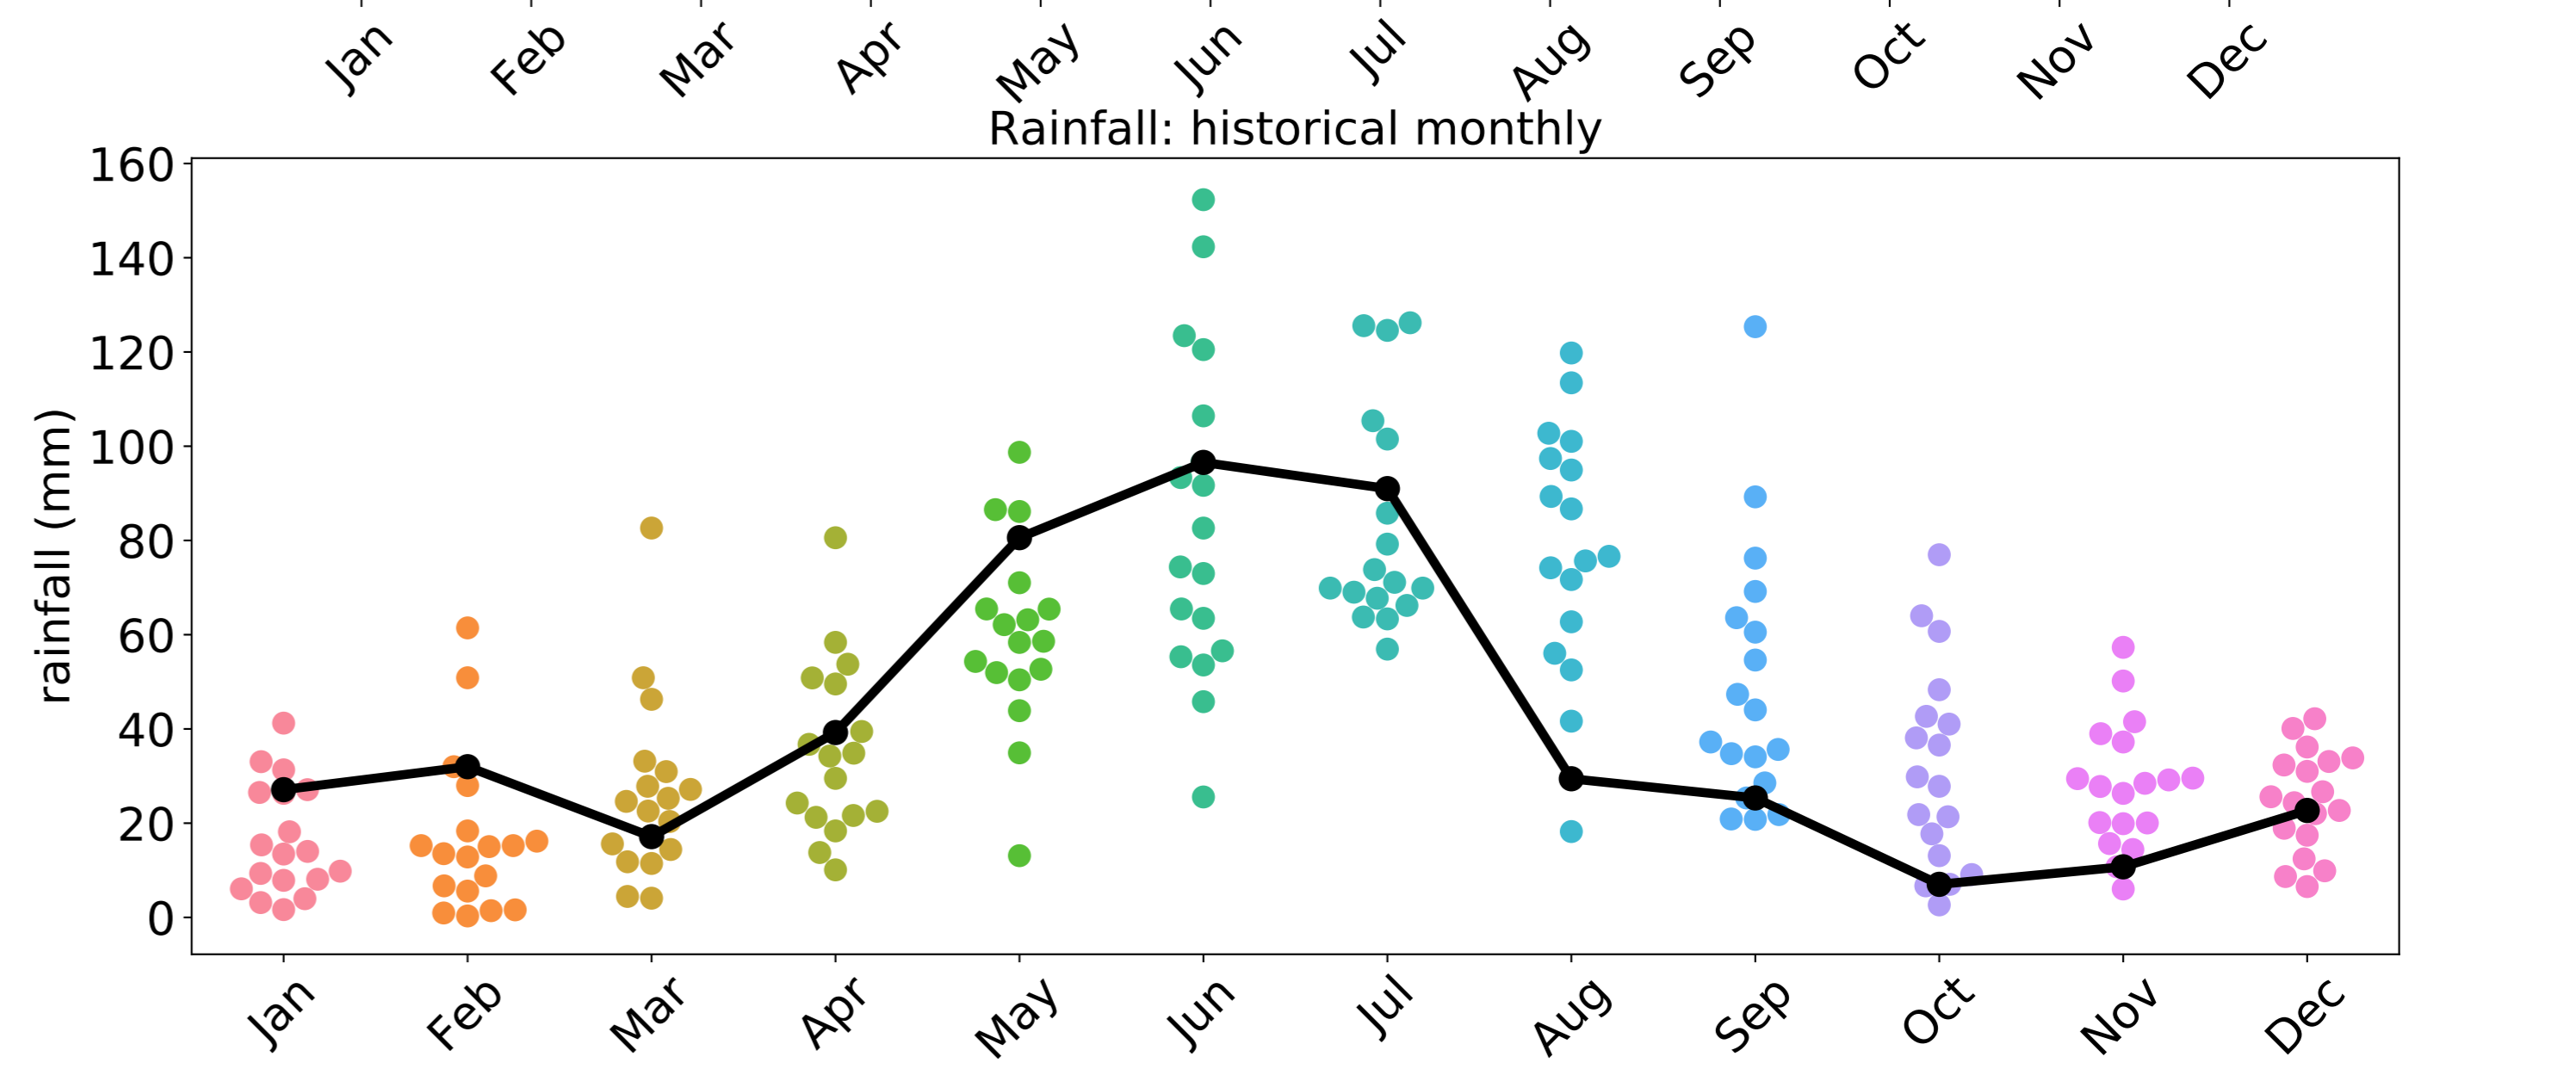 Jan Feb Mar Apr May Jun Jul Aug Sep Oct Nov Dec
Rainfall: historical monthly
160
140
120
100
80
60
40
20
0
rainfall (mm)
Jan Feb Mar Apr May Jun Jul Aug Sep Oct Nov Dec